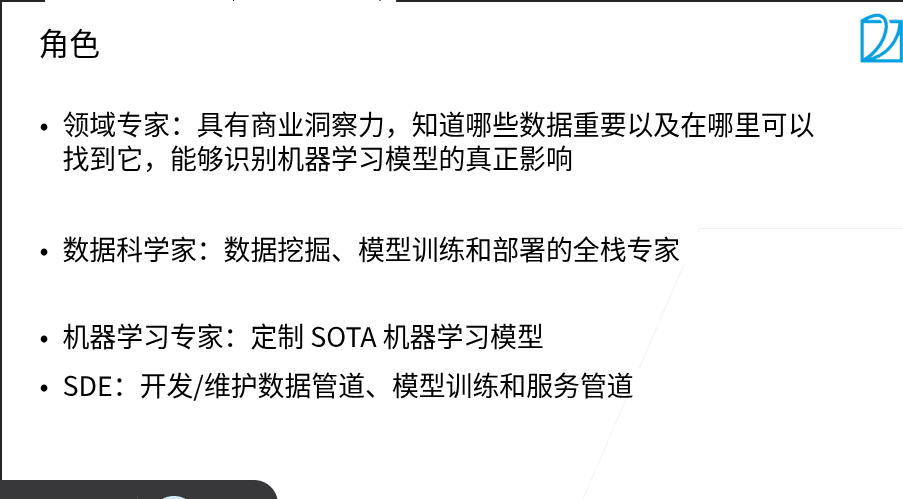 角色
• 领域专家：具有商业洞察力，知道哪些数据重要以及在哪里可以
找到它，能够识别机器学习模型的真正影响
• 数据科学家：数据挖掘、模型训练和部署的全栈专家
• 机器学习专家：定制 SOTA 机器学习模型
• SDE：开发/维护数据管道、模型训练和服务管道